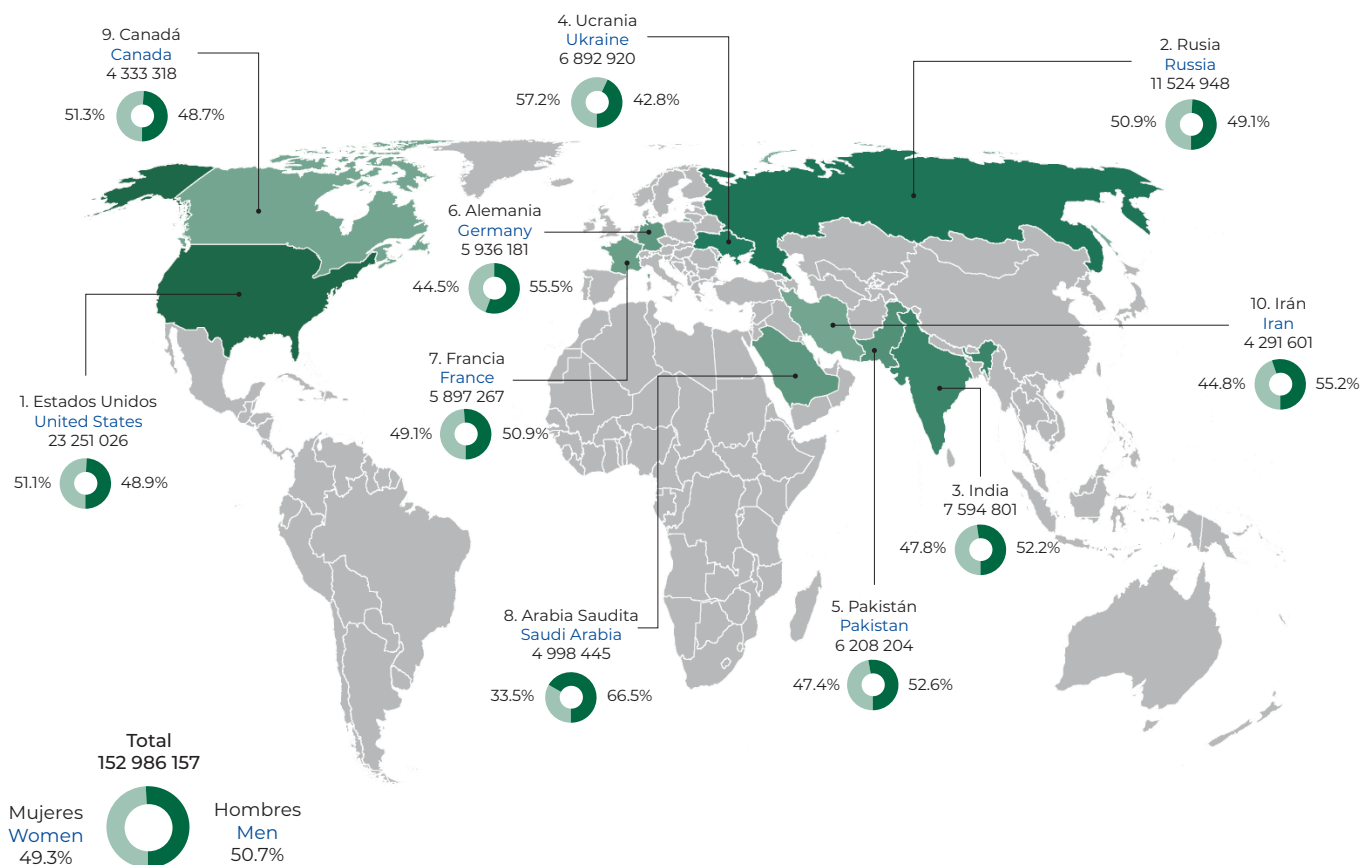 9. Canadá
Canada
4 333 318
51.3%
48.7%
4. Ucrania
Ukraine
6 892 920
57.2%
42.8%
2. Rusia
Russia
11 524 948
50.9%
49.1%
6. Alemania
Germany
5 936 181
44.5%
55.5%
10. Irán
Iran
4 291 601
44.8%
55.2%
7. Francia
France
5 897 267
49.1%
50.9%
1. Estados Unidos
United States
23 251 026
51.1%
48.9%
3. India
7 594 801
47.8%
52.2%
8. Arabia Saudita
Saudi Arabia
4 998 445
33.5%
66.5%
5. Pakistán
Pakistan
6 208 204
47.4%
52.6%
Total
152 986 157
Mujeres
Women
49.3%
Hombres
Men
50.7%